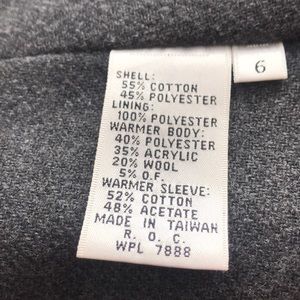 SHELL:
55% COTTON
45% POLYESTER
LINING:
100% POLYESTER
WARMER BODY:
40% POLYESTER
35% ACRYLIC
20% WOOL
5% O.F.
WARMER SLEEVE:
52% COTTON
48% ACETATE
MADE IN TAIWAN
R. O. C.
WPL 7888
6